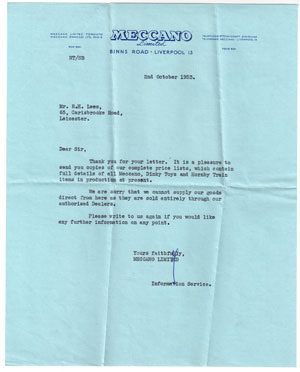 MECCANO
Limited
BINNS ROAD · LIVERPOOL 13
HT/SB
2nd October 1953.
Mr. R.H. Lees,
65, Carisbrooke Road,
Leicester.
Dear Sir,
Thank you for your letter. It is a pleasure to
send you copies of our complete price lists, which contain
full details of all Meccano, Dinky Toys and Hornby Train
items in production at present.
We are sorry that we cannot supply our goods
direct from here as they are sold entirely through our
authorised Dealers.
Please write to us again if you would like
any further information on any point.
Yours faithfully,
MECCANO LIMITED
Information Service.